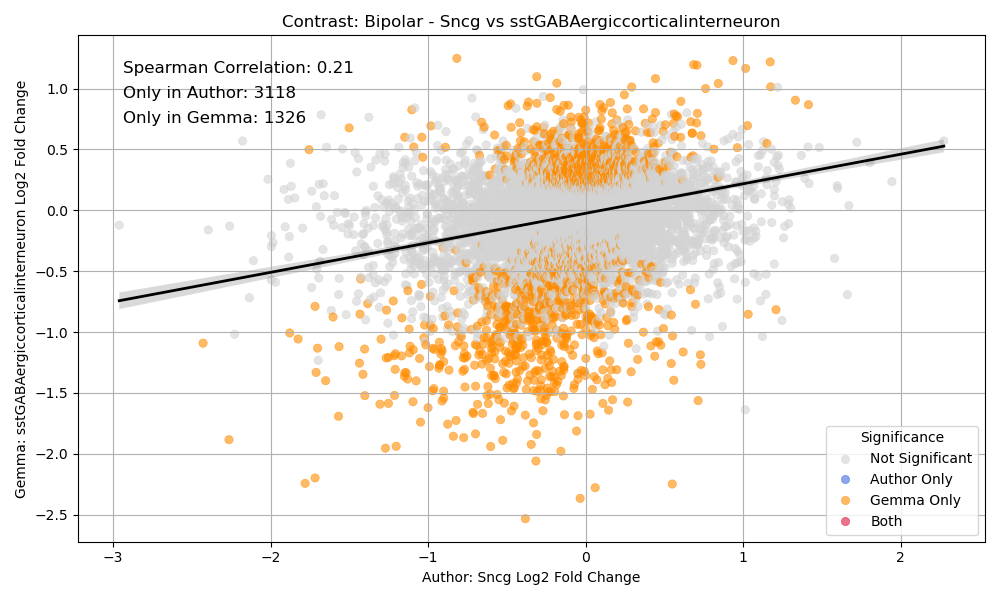 Contrast: Bipolar - Sncg vs sstGABAergiccorticalinterneuron
Spearman Correlation: 0.21
Only in Author: 3118
Only in Gemma: 1326
Gemma: sstGABAergiccorticalinterneuron Log2 Fold Change
1.0
0.5
0.0
−0.5
−1.0
−1.5
−2.0
−2.5
Significance
Not Significant
Author Only
Gemma Only
Both
−3
−2
−1
0
1
2
Author: Sncg Log2 Fold Change